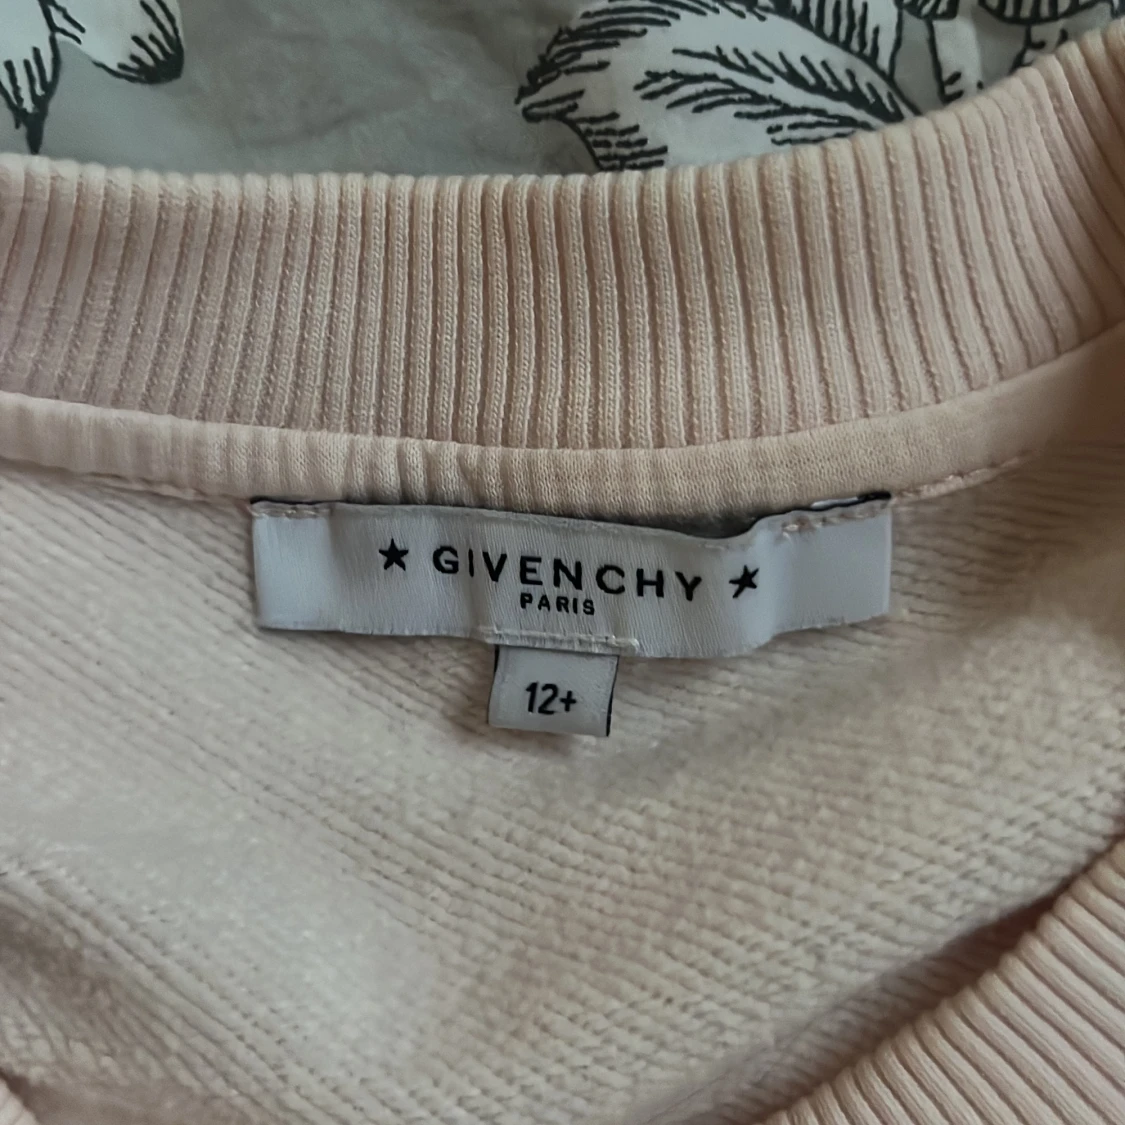 ★ GIVENCHY ★
PARIS
12+